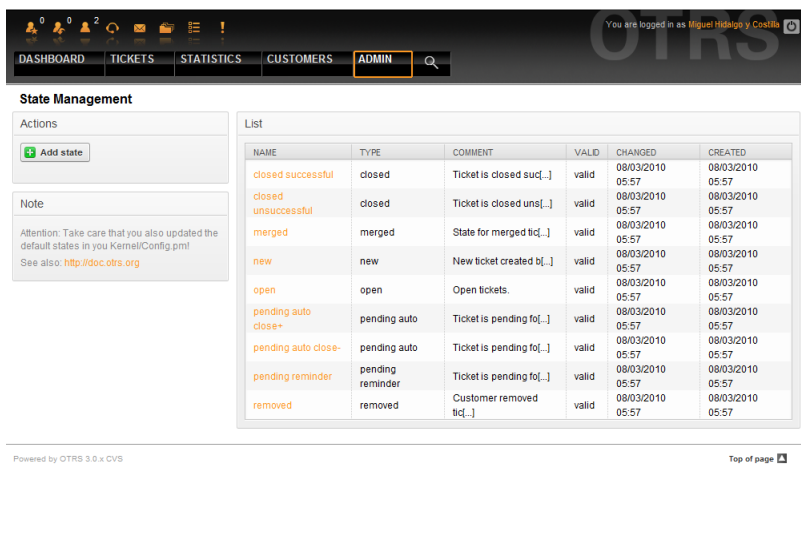 OTRS
0 0 2
You are logged in as Miguel Hidalgo y Costilla
DASHBOARD TICKETS STATISTICS CUSTOMERS ADMIN
State Management
Actions
Add state
Note
Attention: Take care that you also updated the
default states in you Kernel/Config.pm!
See also: http://doc.otrs.org
List
NAME TYPE COMMENT VALID CHANGED CREATED
closed successful closed Ticket is closed suc[...] valid 08/03/2010 05:57 08/03/2010 05:57
closed unsuccessful closed Ticket is closed uns[...] valid 08/03/2010 05:57 08/03/2010 05:57
merged merged State for merged tic[...] valid 08/03/2010 05:57 08/03/2010 05:57
new new New ticket created b[...] valid 08/03/2010 05:57 08/03/2010 05:57
open open Open tickets. valid 08/03/2010 05:57 08/03/2010 05:57
pending auto close+ pending auto Ticket is pending fo[...] valid 08/03/2010 05:57 08/03/2010 05:57
pending auto close- pending auto Ticket is pending fo[...] valid 08/03/2010 05:57 08/03/2010 05:57
pending reminder pending reminder Ticket is pending fo[...] valid 08/03/2010 05:57 08/03/2010 05:57
removed removed Customer removed tic[...] valid 08/03/2010 05:57 08/03/2010 05:57
Powered by OTRS 3.0.x CVS
Top of page